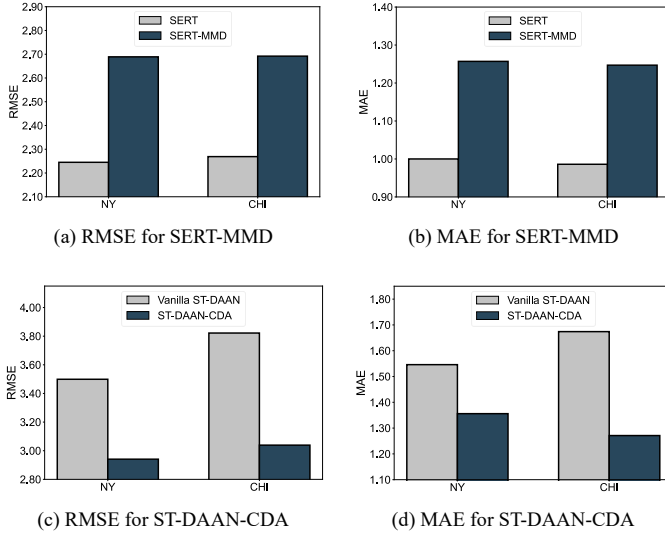 SERT
SERT-MMD
2.80
2.70
2.60
2.50
2.40
2.30
2.20
2.10
RMSE
NY
CHI
(a) RMSE for SERT-MMD
SERT
SERT-MMD
1.40
1.30
1.20
1.10
1.00
0.90
MAE
NY
CHI
(b) MAE for SERT-MMD
Vanilla ST-DAAN
ST-DAAN-CDA
4.00
3.80
3.60
3.40
3.20
3.00
2.80
RMSE
NY
CHI
(c) RMSE for ST-DAAN-CDA
Vanilla ST-DAAN
ST-DAAN-CDA
1.80
1.70
1.60
1.50
1.40
1.30
1.20
1.10
MAE
NY
CHI
(d) MAE for ST-DAAN-CDA